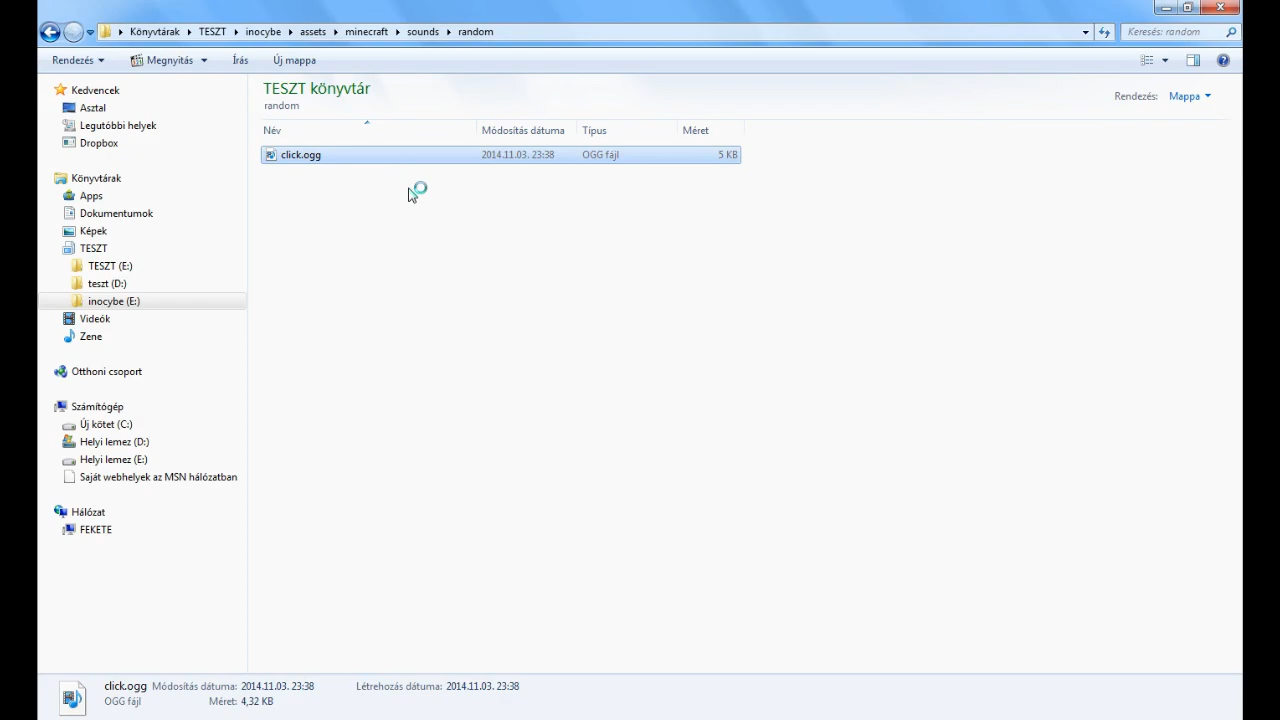 Könyvtárak TESZT inocybe assets minecraft sounds random Keresés: random
Rendezés Megnyitás Írás Új mappa
Kedvencek
Asztal
Legutóbbi helyek
Dropbox
Könyvtárak
Apps
Dokumentumok
Képek
TESZT
TESZT (E:)
teszt (D:)
inocybe (E:)
Videók
Zene
Otthoni csoport
Számítógép
Új kötet (C:)
Helyi lemez (D:)
Helyi lemez (E:)
Saját webhelyek az MSN hálózatban
Hálózat
FEKETE
TESZT könyvtár
random
Rendezés: Mappa
Név Módosítás dátuma Típus Méret
click.ogg 2014.11.03. 23:38 OGG fájl 5 KB
click.ogg Módosítás dátuma: 2014.11.03. 23:38 Létrehozás dátuma: 2014.11.03. 23:38
OGG fájl Méret: 4,32 KB